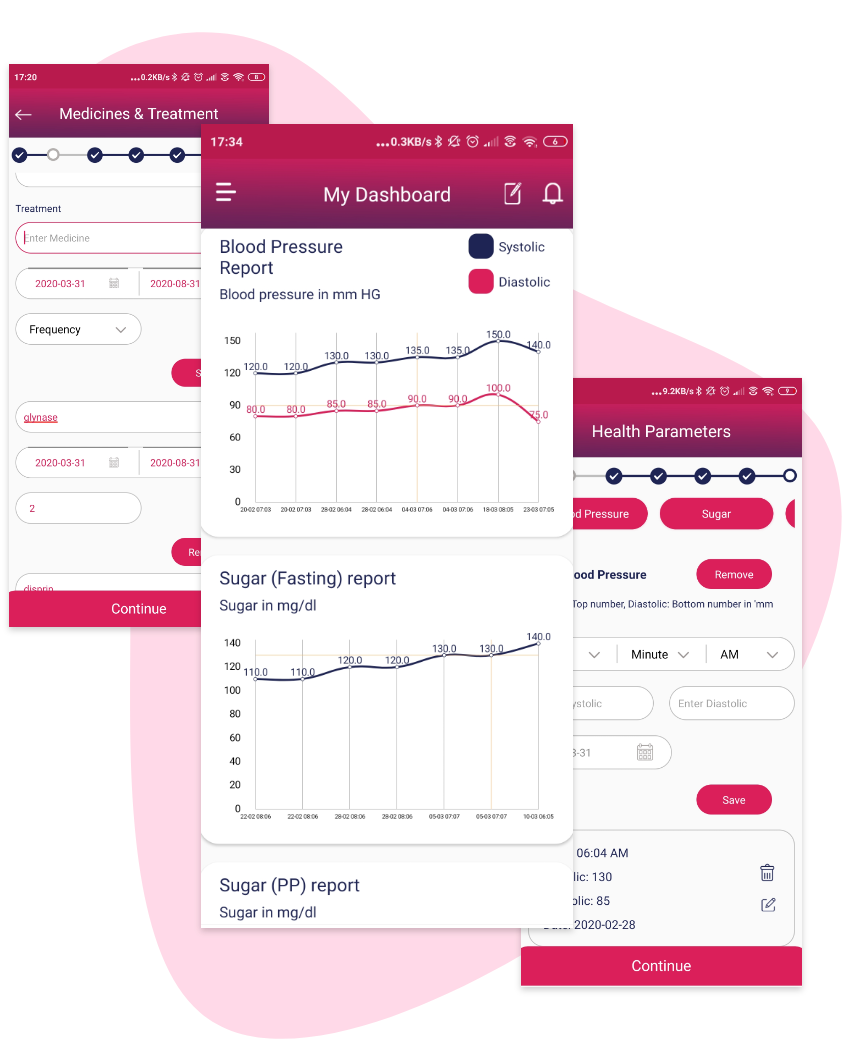 17:20
...0.2KB/s
8
Medicines & Treatment
Treatment
Enter Medicine
2020-03-31
2020-08-31
Frequency
S
glynase
2020-03-31
2020-08-31
2
Re
disprin
Continue
17:34
...0.3KB/s
6
My Dashboard
Blood Pressure
Report
Systolic
Diastolic
Blood pressure in mm HG
150
120
90
60
30
0
120.0 120.0 130.0 130.0 135.0 135.0 150.0 140.0
80.0 80.0 85.0 85.0 90.0 90.0 100.0 75.0
20-02 07:03 20-02 07:03 28-02 06:04 28-02 06:04 04-03 07:06 04-03 07:06 18-03 08:05 23-03 07:05
Sugar (Fasting) report
Sugar in mg/dl
140
120
100
80
60
40
20
0
110.0 110.0 120.0 120.0 130.0 130.0 140.0
22-02 08:06 22-02 08:06 28-02 08:06 28-02 08:06 05-03 07:07 05-03 07:07 10-03 06:05
Sugar (PP) report
Sugar in mg/dl
...9.2KB/s
9
Health Parameters
d Pressure
Sugar
ood Pressure
Remove
Top number, Diastolic: Bottom number in 'mm
Minute
AM
ystolic
Enter Diastolic
3-31
Save
06:04 AM
lic: 130
olic: 85
2020-02-28
Continue